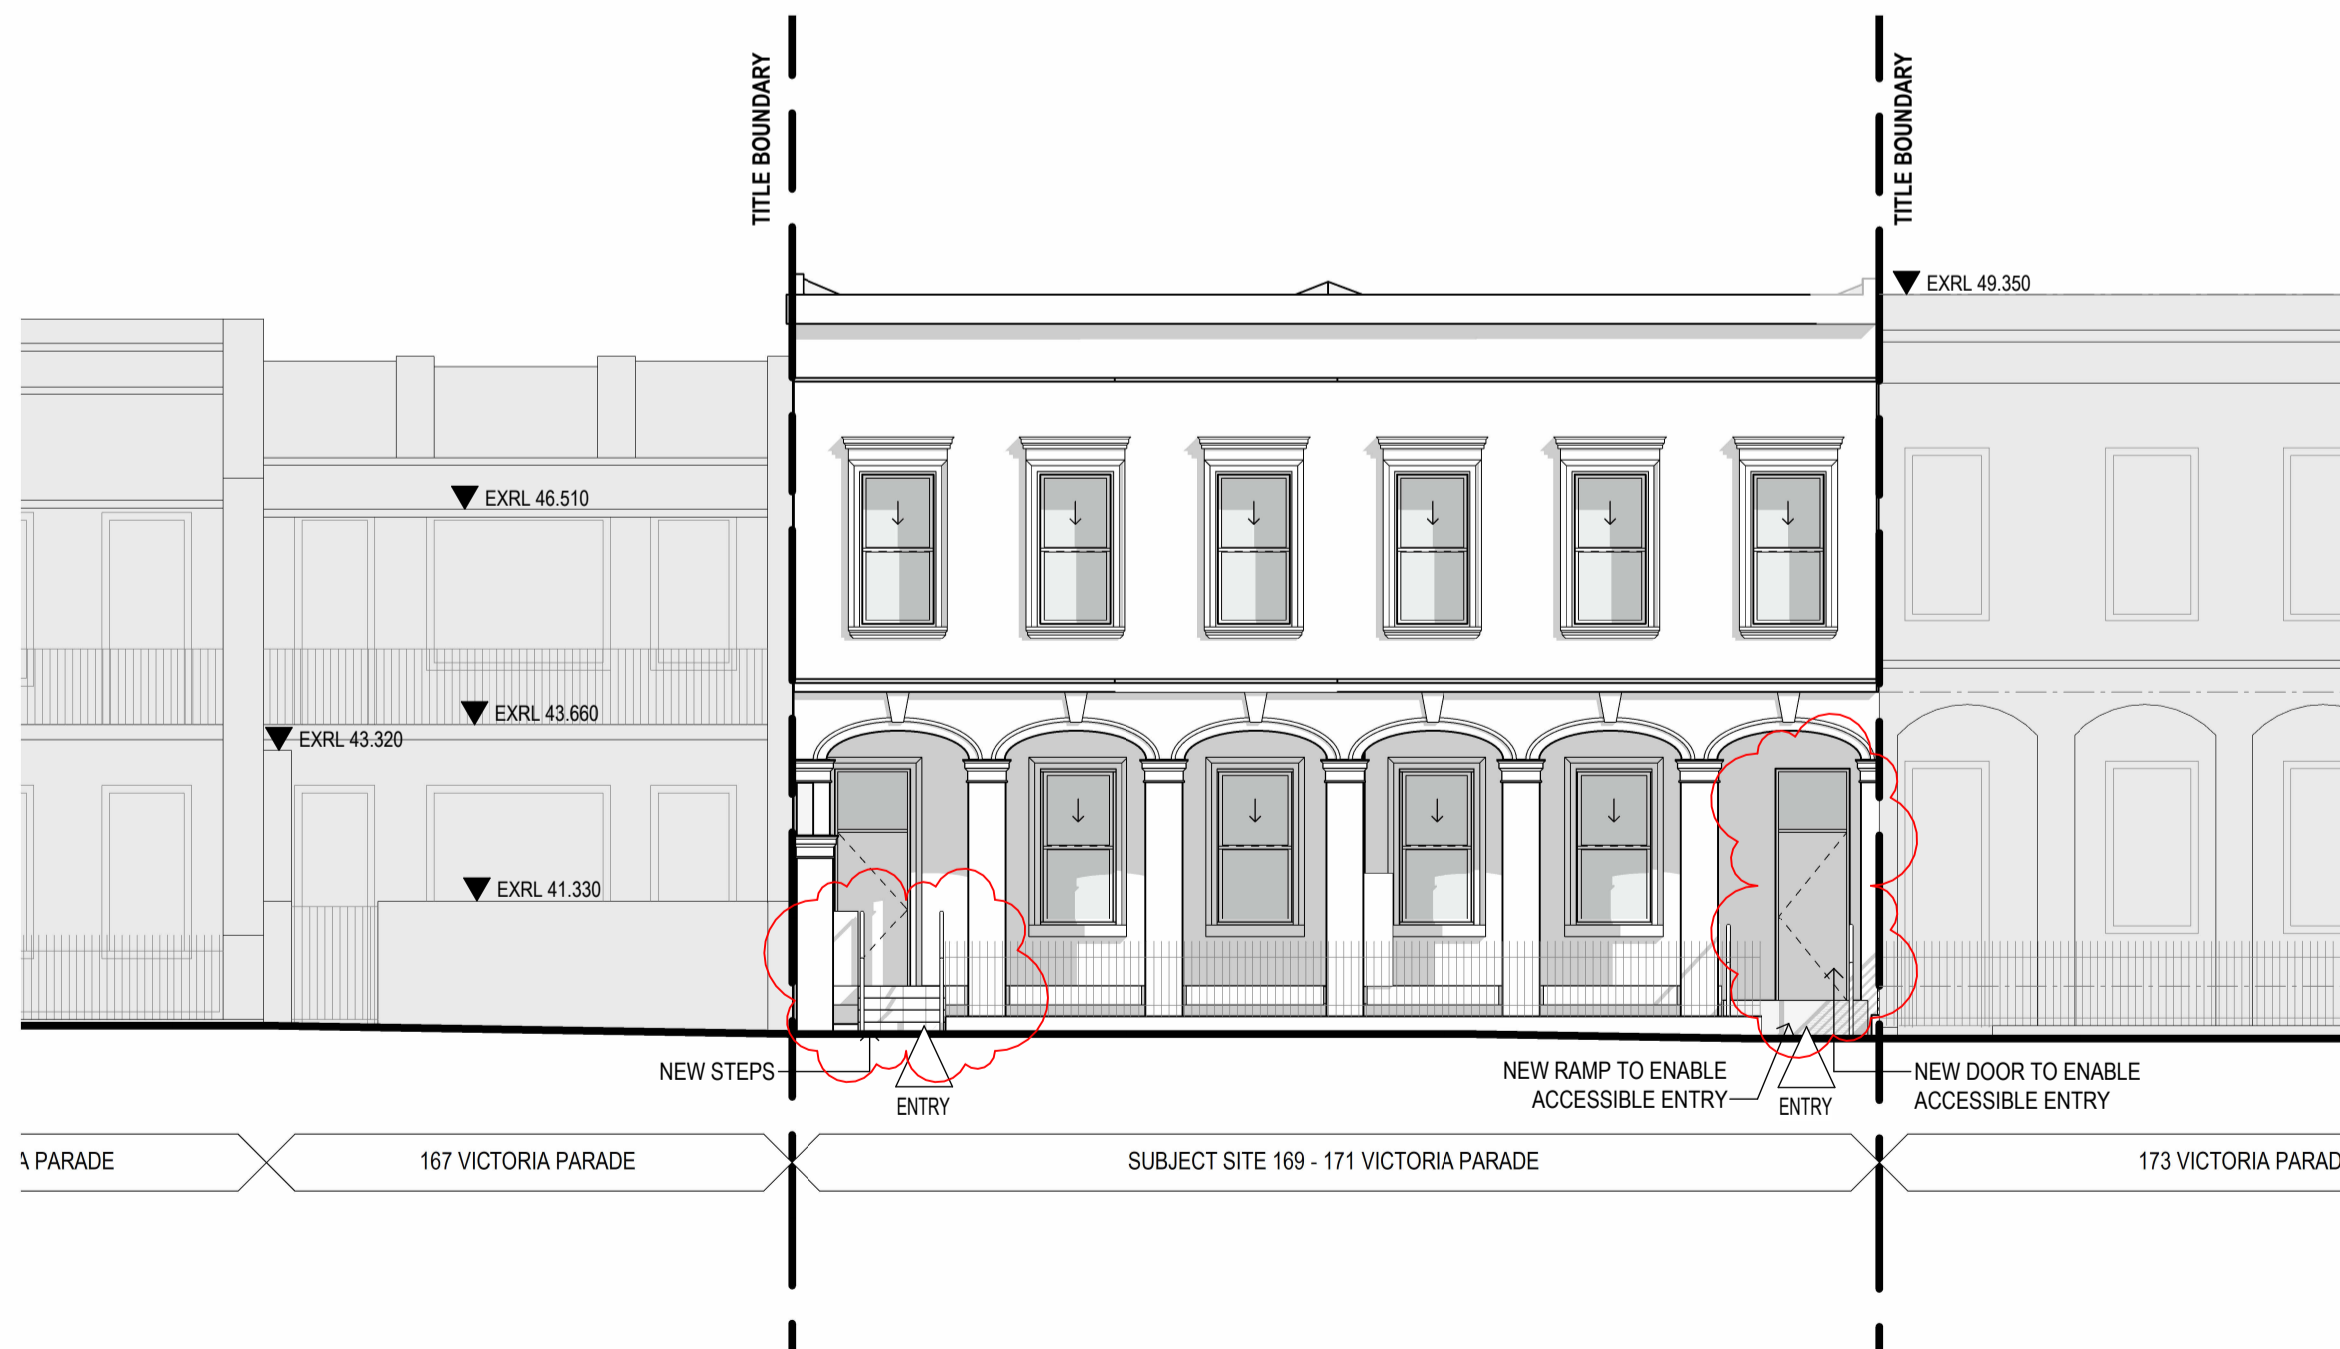 TITLE BOUNDARY
TITLE BOUNDARY
EXRL 49.350
EXRL 46.510
EXRL 43.660
EXRL 43.320
EXRL 41.330
NEW STEPS
ENTRY
NEW RAMP TO ENABLE
ACCESSIBLE ENTRY
ENTRY
NEW DOOR TO ENABLE
ACCESSIBLE ENTRY
A PARADE
167 VICTORIA PARADE
SUBJECT SITE 169 - 171 VICTORIA PARADE
173 VICTORIA PARAD